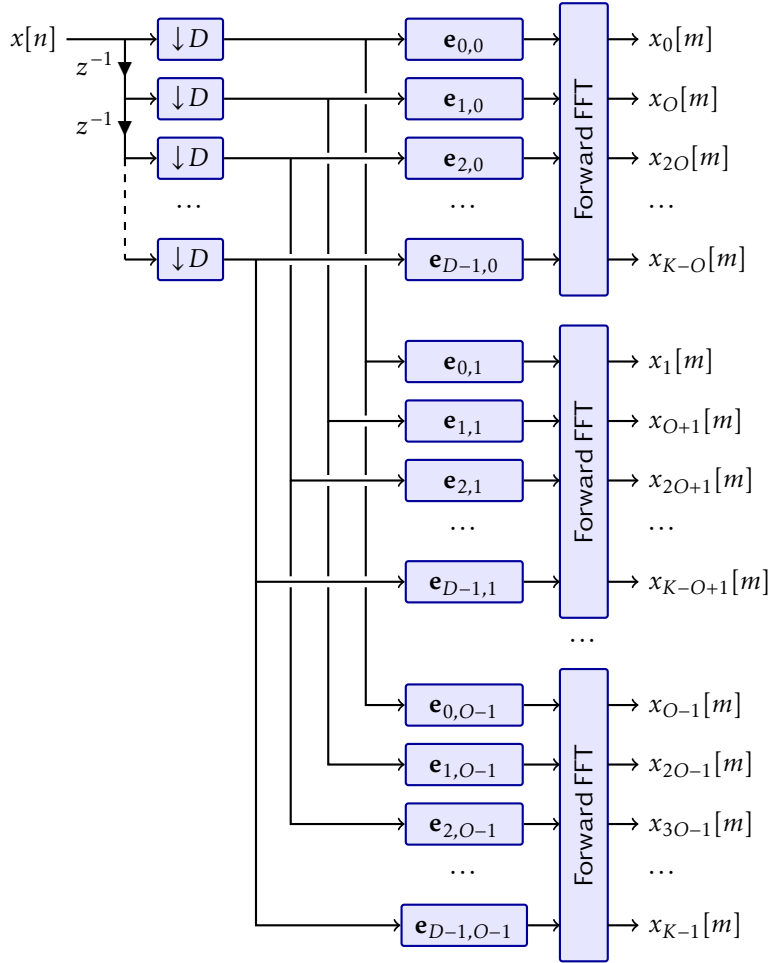 x[n] ↓D e_{0,0} x_0[m]
z^{-1}
↓D e_{1,0} x_O[m]
z^{-1}
↓D e_{2,0} x_{2O}[m]
... ... ...
↓D e_{D−1,0} x_{K−O}[m]
Forward FFT
e_{0,1} x_1[m]
e_{1,1} x_{O+1}[m]
e_{2,1} x_{2O+1}[m]
... ...
e_{D−1,1} x_{K−O+1}[m]
Forward FFT
...
e_{0,O−1} x_{O−1}[m]
e_{1,O−1} x_{2O−1}[m]
e_{2,O−1} x_{3O−1}[m]
... ...
e_{D−1,O−1} x_{K−1}[m]
Forward FFT